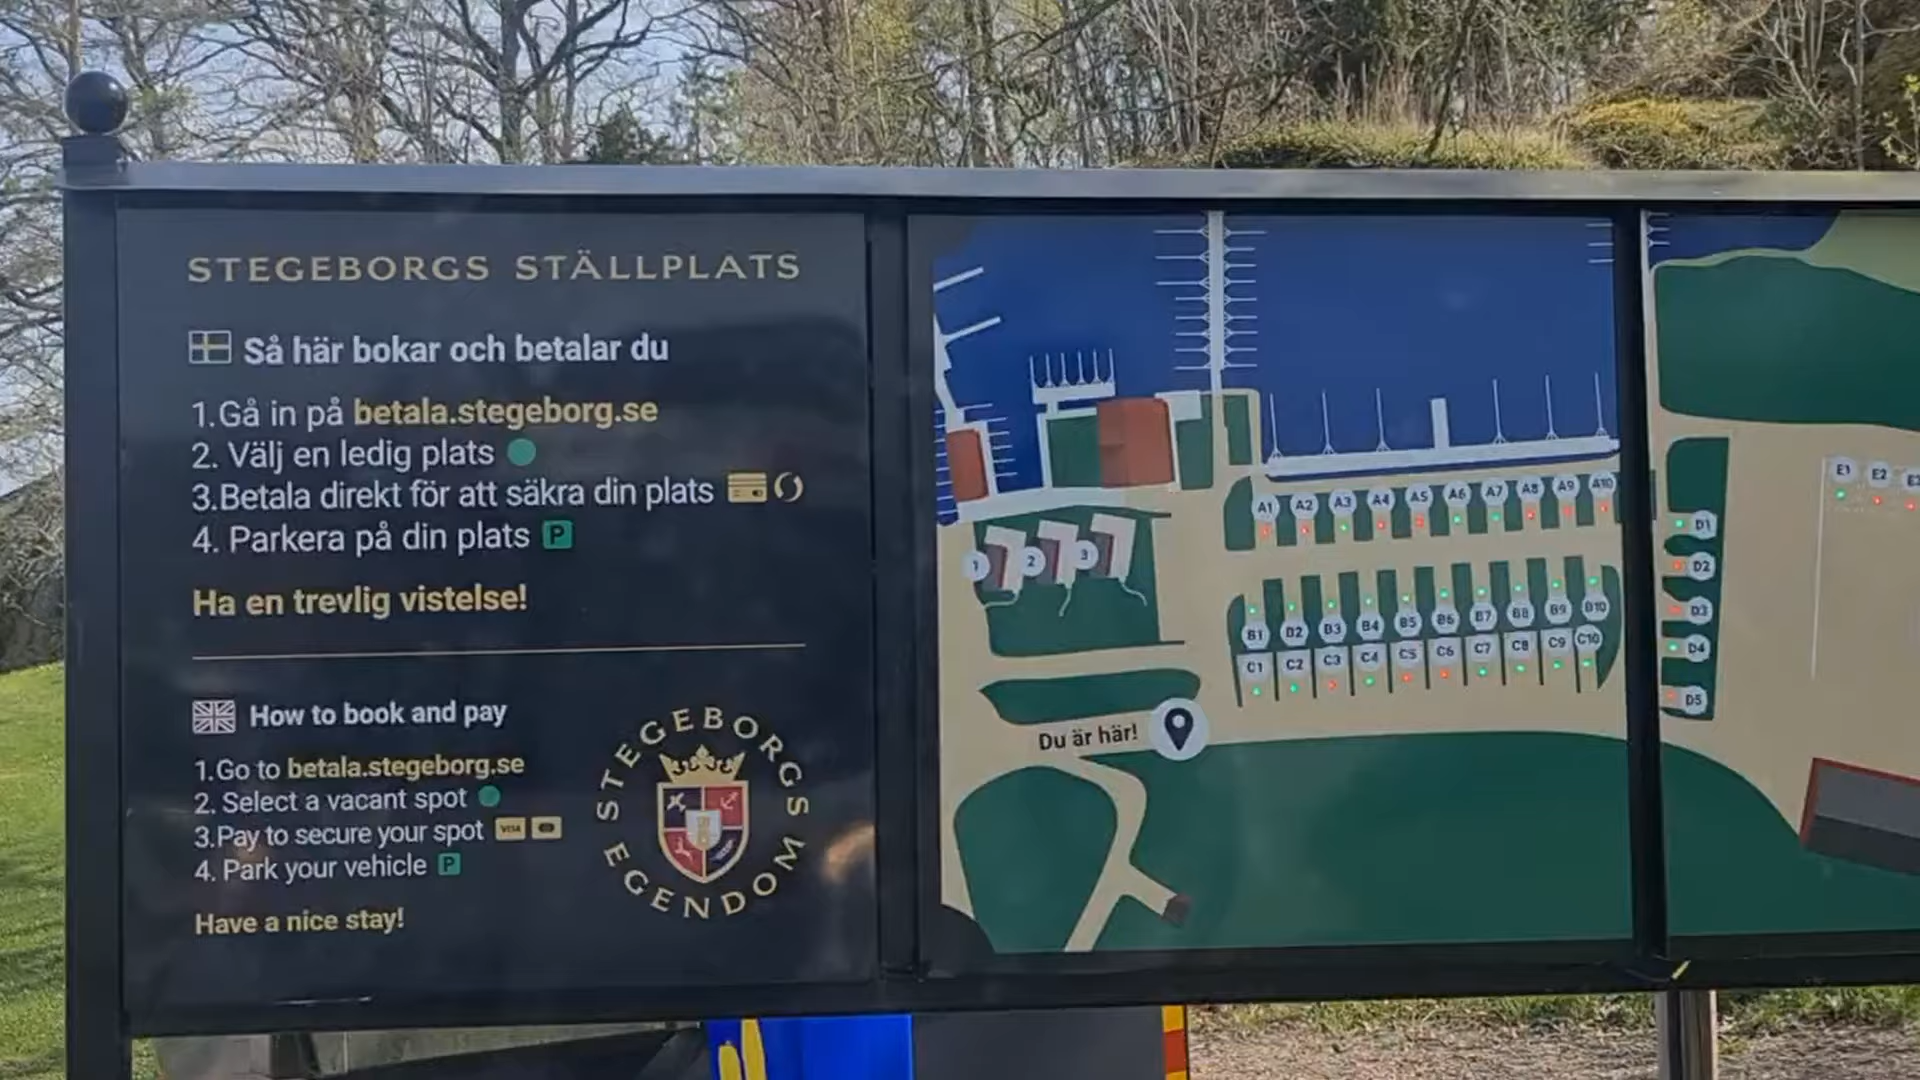 STEGEBORGS STÄLLPLATS
Så här bokar och betalar du
1.Gå in på betala.stegeborg.se
2. Välj en ledig plats
3.Betala direkt för att säkra din plats
4. Parkera på din plats P
Ha en trevlig vistelse!
How to book and pay
1.Go to betala.stegeborg.se
2. Select a vacant spot
3.Pay to secure your spot VISA
4. Park your vehicle P
Have a nice stay!
STEGEBORGS EGENDOM
A1 A2 A3 A4 A5 A6 A7 A8 A9 A10
1 2 3
B1 B2 B3 B4 B5 B6 B7 B8 B9 B10
C1 C2 C3 C4 C5 C6 C7 C8 C9 C10
Du är här!
D1
D2
D3
D4
D5
E1 E2 E3